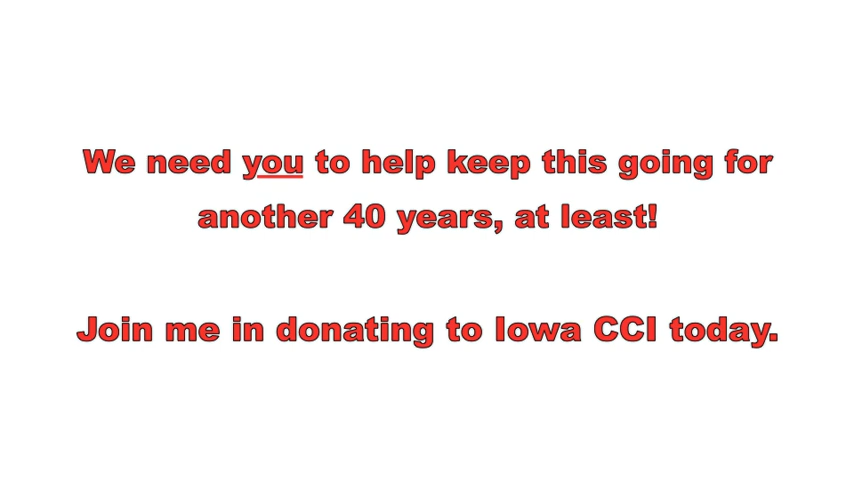 We need you to help keep this going for
another 40 years, at least!
Join me in donating to Iowa CCI today.